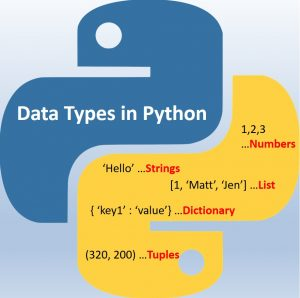 Data Types in Python
1,2,3
...Numbers
‘Hello’ ...Strings
[1, ‘Matt’, ‘Jen’] ...List
{ ‘key1’ : ‘value’} ...Dictionary
(320, 200) ...Tuples